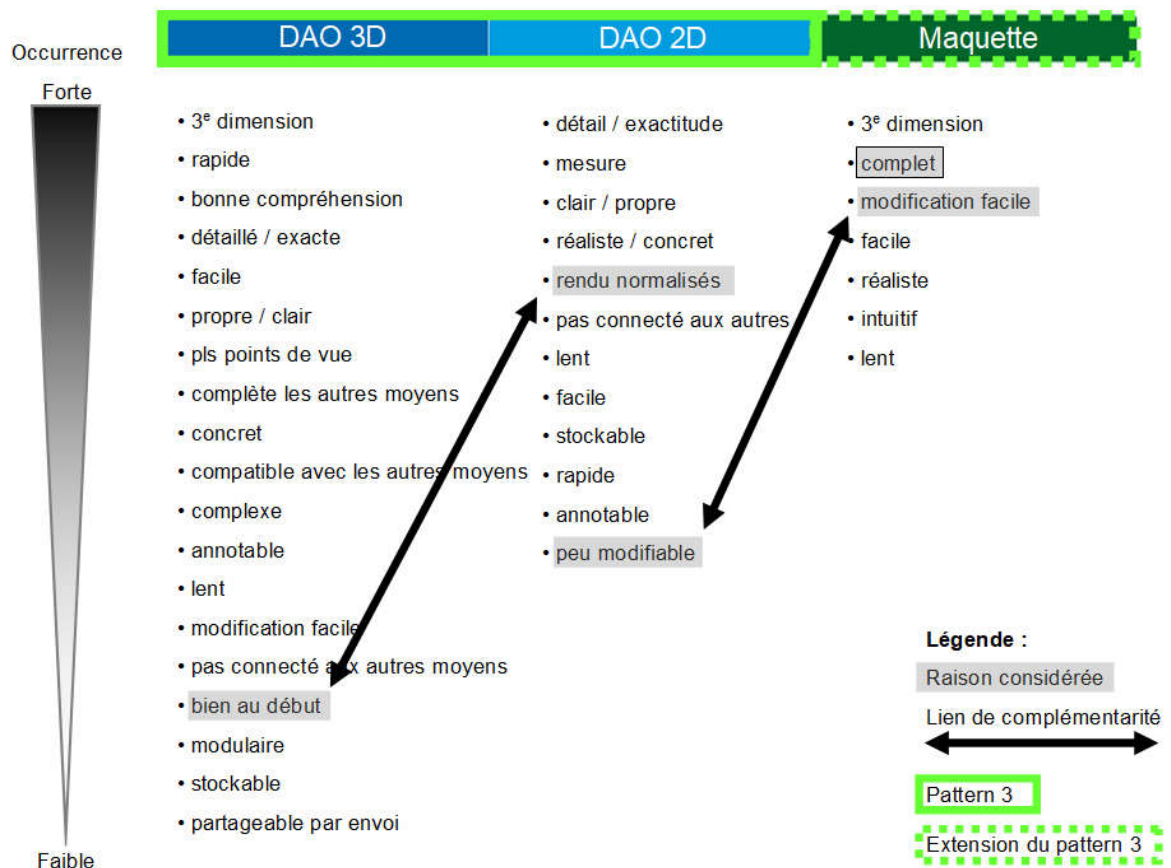 DAO 3D
DAO 2D
Maquette
Occurrence
Forte
• 3e dimension
• rapide
• bonne compréhension
• détaillé / exacte
• facile
• propre / clair
• pls points de vue
• complète les autres moyens
• concret
• compatible avec les autres moyens
• complexe
• annotable
• lent
• modification facile
• pas connecté aux autres moyens
• bien au début
• modulaire
• stockable
• partageable par envoi
• détail / exactitude
• mesure
• clair / propre
• réaliste / concret
• rendu normalisés
• pas connecté aux autres
• lent
• facile
• stockable
• rapide
• annotable
• peu modifiable
• 3e dimension
• complet
• modification facile
• facile
• réaliste
• intuitif
• lent
Faible
Légende :
Raison considérée
Lien de complémentarité
Pattern 3
Extension du pattern 3